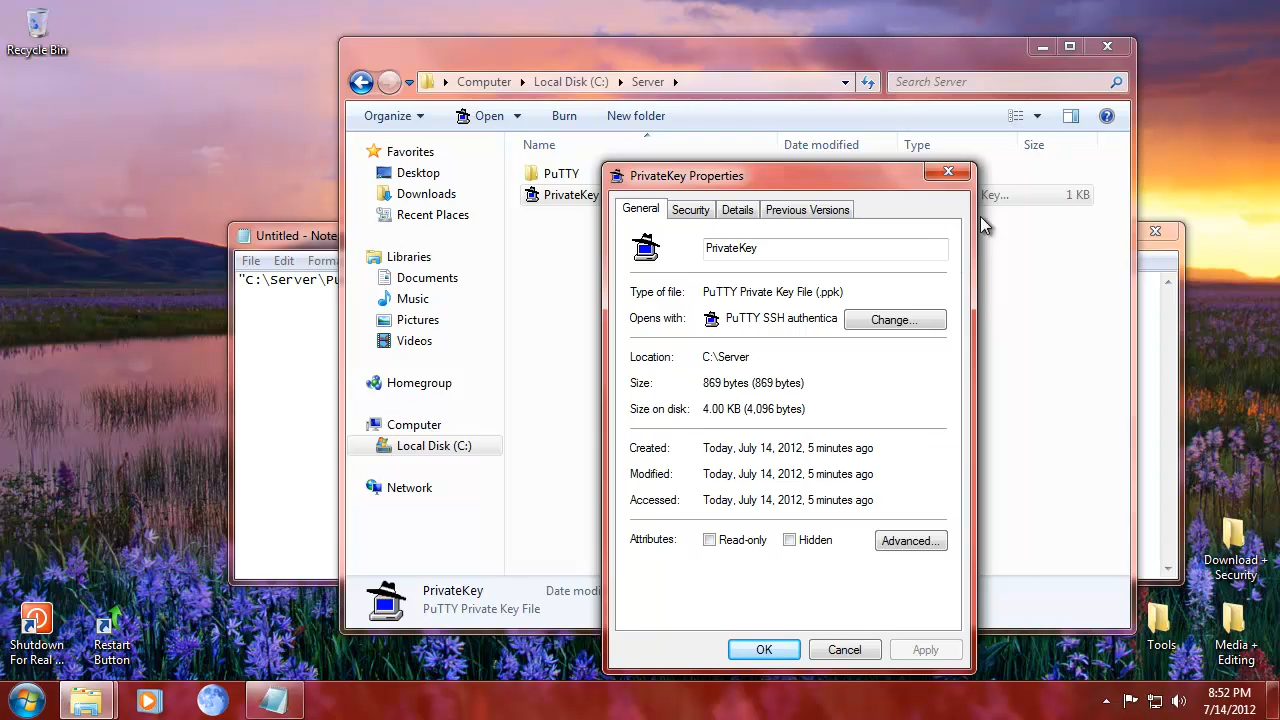 Recycle Bin
Computer
Local Disk (C:)
Server
Search Server
Organize
Open
Burn
New folder
Name
Date modified
Type
Size
Favorites
Desktop
Downloads
Recent Places
Libraries
Documents
Music
Pictures
Videos
Homegroup
Computer
Local Disk (C:)
Network
PuTTY
PrivateKey
Key...
1 KB
Untitled - Note
File
Edit
Forma
"C:\Server\Pu
PrivateKey Properties
General
Security
Details
Previous Versions
PrivateKey
Type of file:
PuTTY Private Key File (.ppk)
Opens with:
PuTTY SSH authentica
Change...
Location:
C:\Server
Size:
869 bytes (869 bytes)
Size on disk:
4.00 KB (4,096 bytes)
Created:
Today, July 14, 2012, 5 minutes ago
Modified:
Today, July 14, 2012, 5 minutes ago
Accessed:
Today, July 14, 2012, 5 minutes ago
Attributes:
Read-only
Hidden
Advanced...
OK
Cancel
Apply
PrivateKey
Date modi
PuTTY Private Key File
Download +
Security
Shutdown
For Real ...
Restart
Button
Tools
Media +
Editing
8:52 PM
7/14/2012